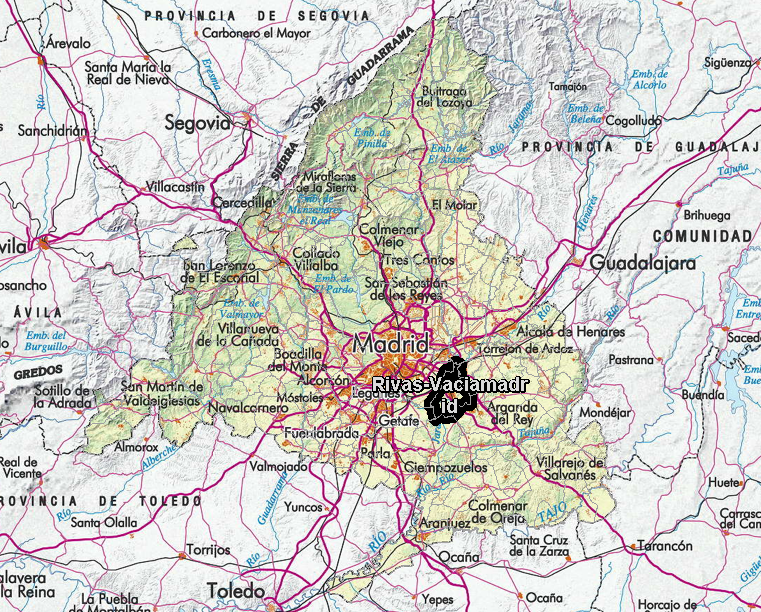 PROVINCIA DE SEGOVIA
Carbonero el Mayor
Arévalo
Santa María la
Real de Nieva
Eresma
SIERRA DE GUADARRAMA
Buitrago
del Lozoya
Tamajón
Emb. de
Alcorlo
Sigüenza
Río
Sanchidrián
Segovia
Emb. de
Pinilla
Emb. de
El Atazar
Río Jarama
Emb. de
Beleña
Cogolludo
PROVINCIA DE GUADALAJ
Tajuña
Villacastín
Cercedilla
Miraflores
de la Sierra
Emb. de
Manzanares
el Real
El Molar
Henares
Brihuega
Colmenar
Viejo
COMUNIDAD
vila
Collado
Villalba
Tres Cantos
Guadalajara
San Lorenzo
de El Escorial
Emb. de
El Pardo
San Sebastián
de los Reyes
osancho
ÁVILA
Emb. de
Valmayor
Río
Río
Emb.
Entre
Emb. del
Burguillo
Villanueva
de la Cañada
Madrid
Alcalá de Henares
Torrejón de Ardoz
Sacedo
Boadilla
del Monte
Pastrana
GREDOS
Alcorcón
Rivas-Vaciamadr
id
Emb.
Bue
Sotillo de
la Adrada
San Martín de
Valdeiglesias
Móstoles
Leganés
Buendía
Navalcarnero
Getafe
Arganda
del Rey
Mondéjar
Fuenlabrada
Tajuña
Almorox
Alberche
Parla
Real de
Vicente
Valmojado
Ciempozuelos
Villarejo de
Salvanés
Huete
ROVINCIA DE TOLEDO
Guadarrama
Yuncos
Colmenar
de Oreja
TAJO
Carrasc
del Cam
Río
Santa Olalla
Aranjuez
RÍO
Santa Cruz
de la Zarza
Tarancón
Torrijos
Río
Ocaña
Gigüe
alavera
la Reina
La Puebla
de Montalbán
Toledo
Yepes
Ocaña
Horcajo de